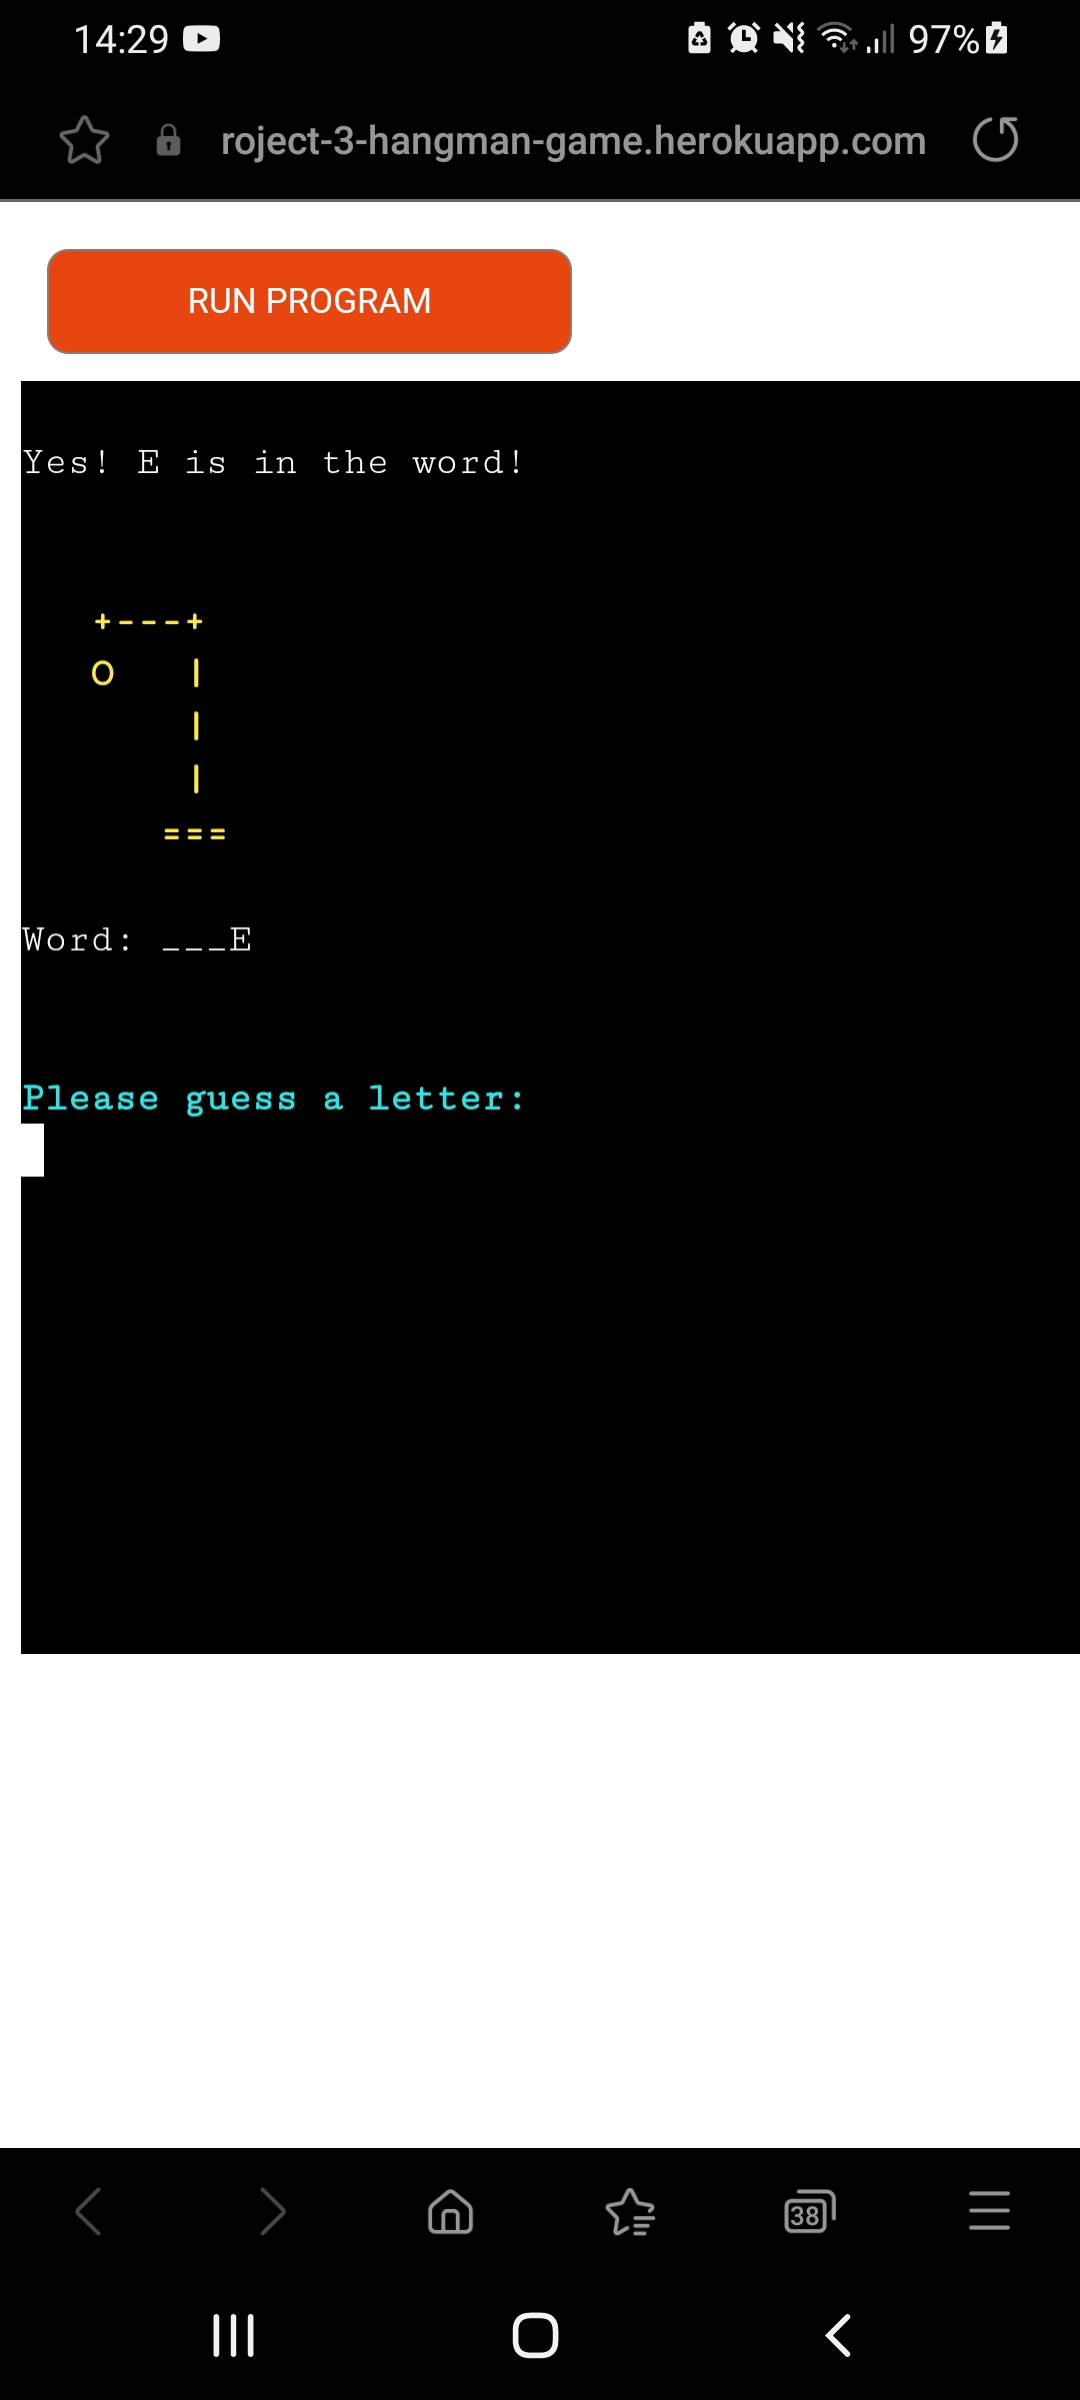 14:29 97%
roject-3-hangman-game.herokuapp.com
RUN PROGRAM
Yes! E is in the word!
+---+
O   |
|
|
===
Word: ___E
Please guess a letter:
38